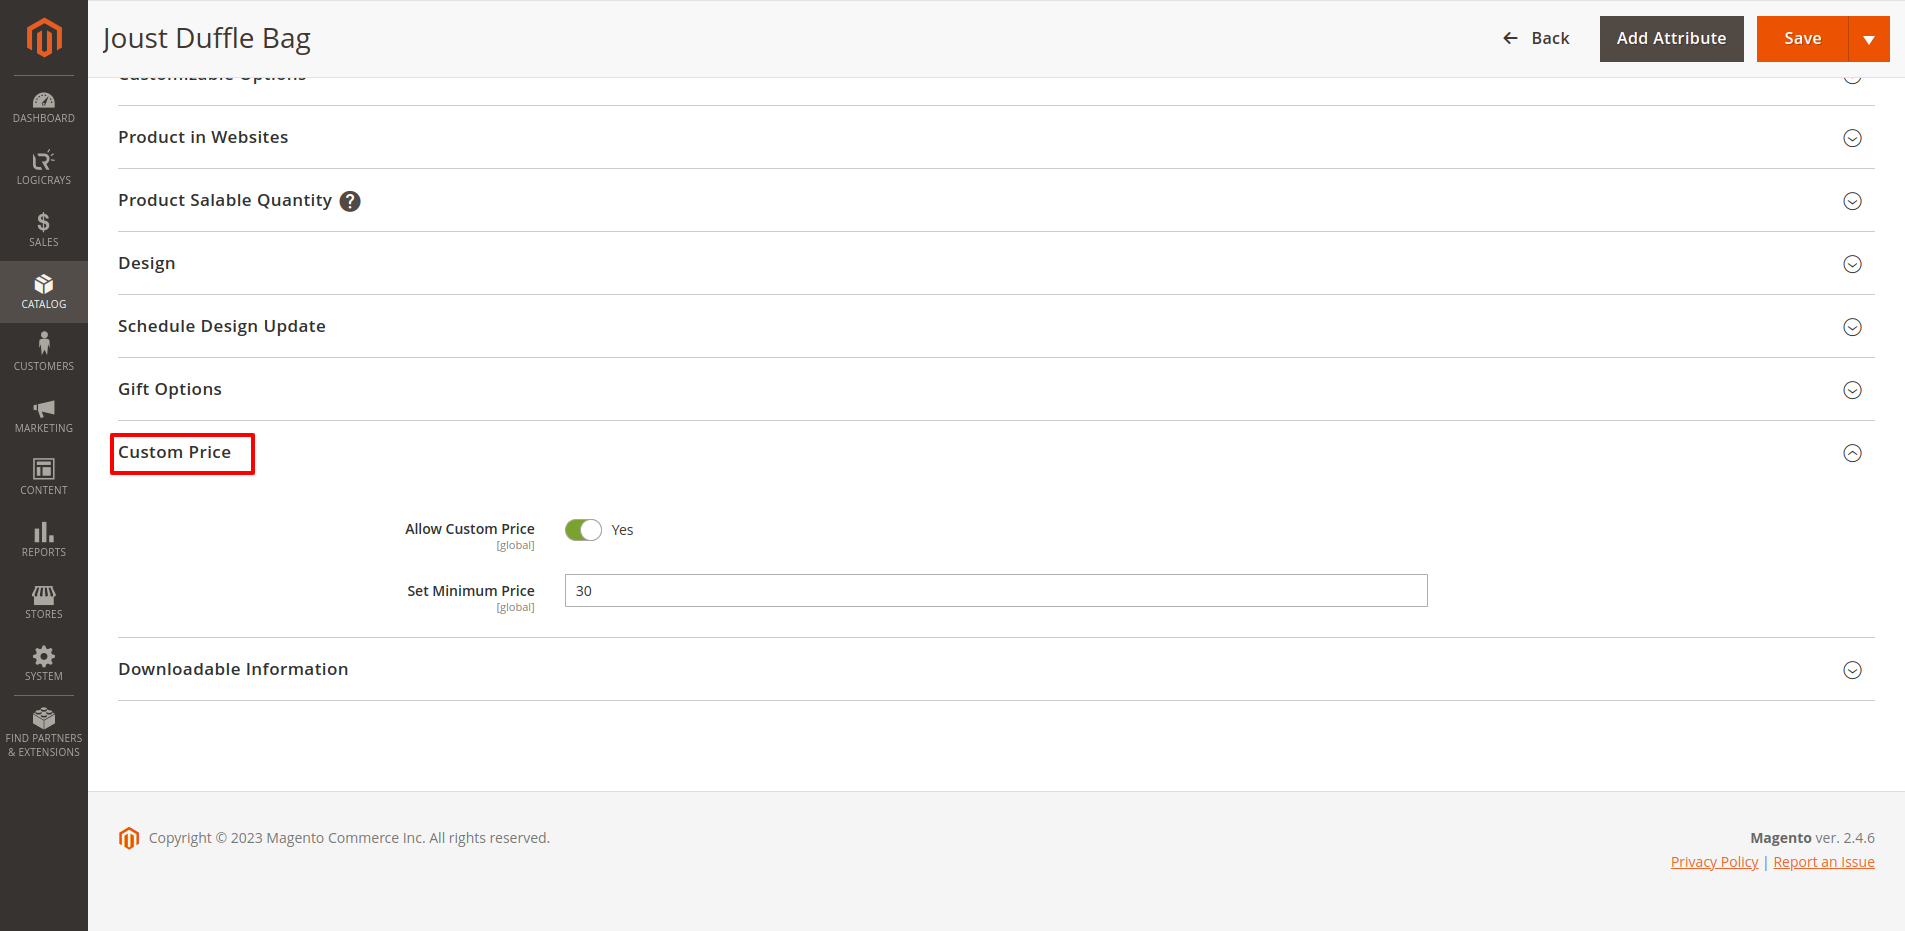 Joust Duffle Bag
Back
Add Attribute
Save
DASHBOARD
LOGICRAYS
SALES
CATALOG
CUSTOMERS
MARKETING
CONTENT
REPORTS
STORES
SYSTEM
FIND PARTNERS
& EXTENSIONS
Customizable Options
Product in Websites
Product Salable Quantity ?
Design
Schedule Design Update
Gift Options
Custom Price
Allow Custom Price
[global]
Yes
Set Minimum Price
[global]
30
Downloadable Information
Copyright © 2023 Magento Commerce Inc. All rights reserved.
Magento ver. 2.4.6
Privacy Policy | Report an Issue